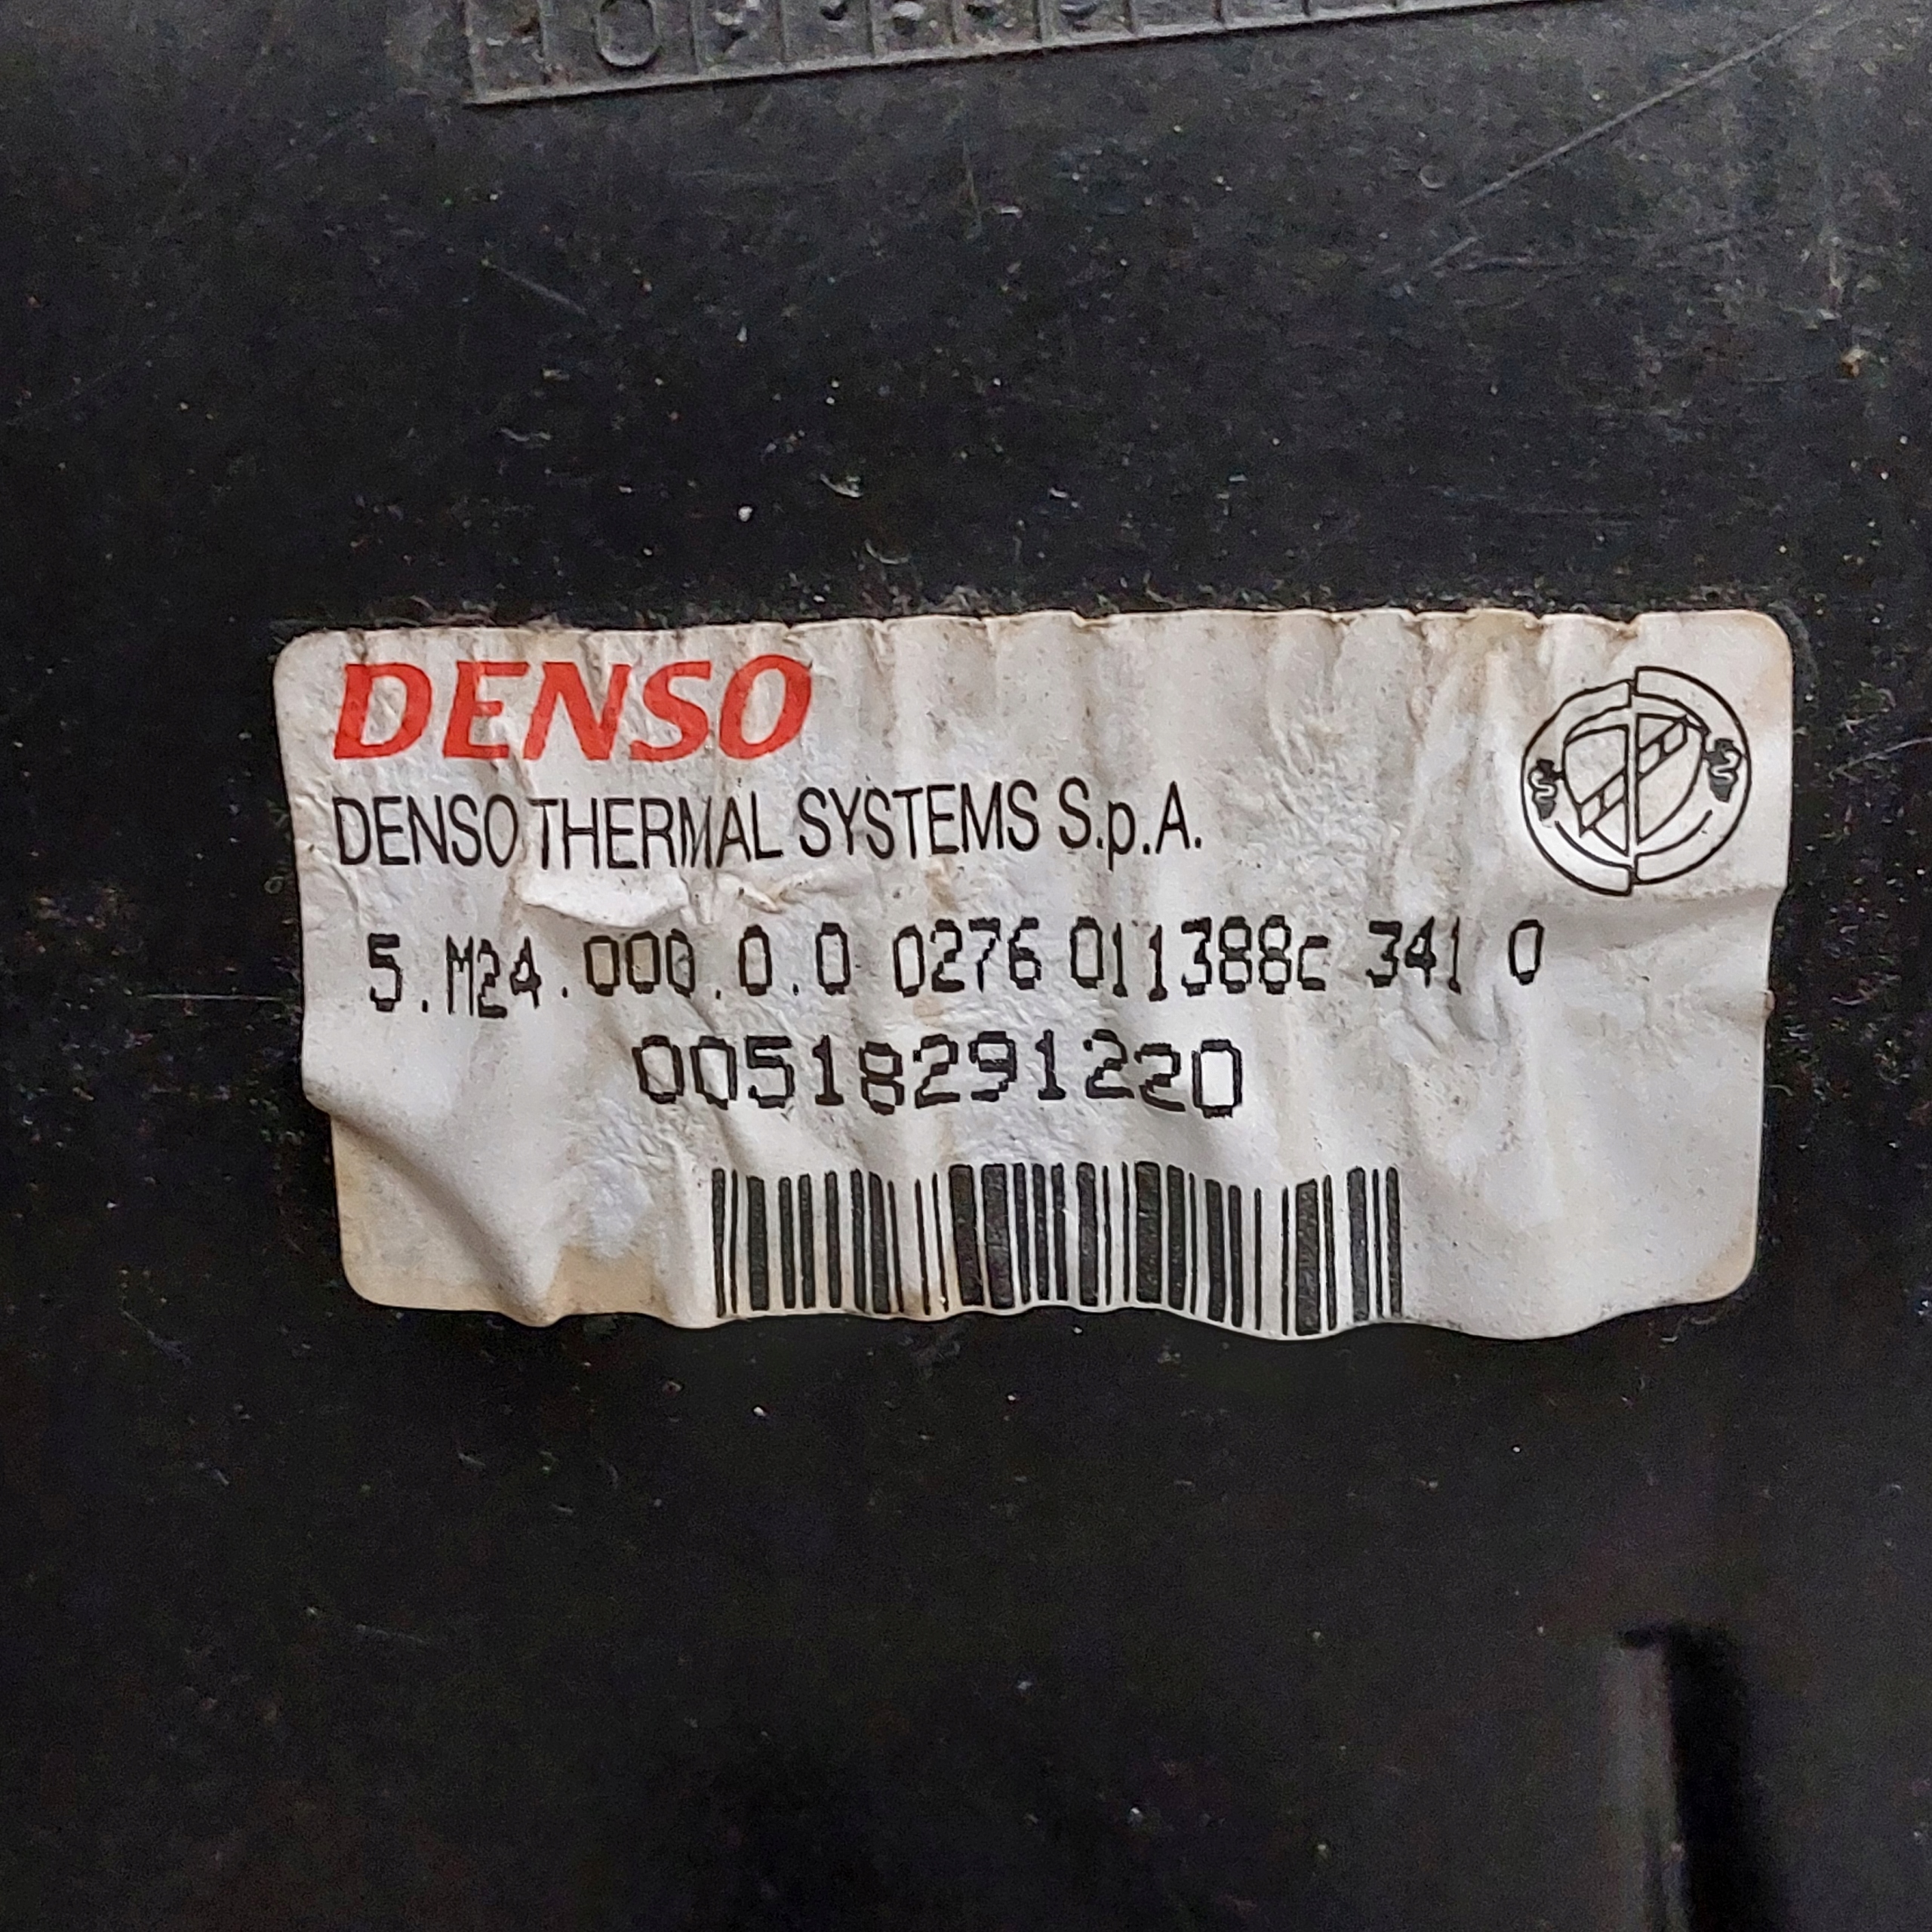 DENSO
DENSO THERMAL SYSTEMS S.p.A.
5.M24.000.0.0 0276 011388c 341 0
00518291220